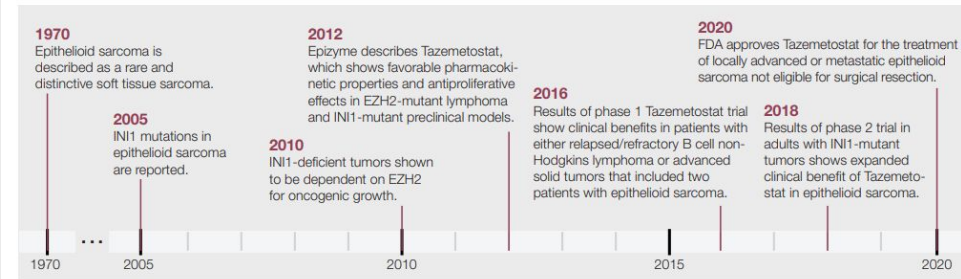 1970
Epithelioid sarcoma is
described as a rare and
distinctive soft tissue sarcoma.
2005
INI1 mutations in
epithelioid sarcoma
are reported.
2012
Epizyme describes Tazemetostat,
which shows favorable pharmacoki-
netic properties and antiproliferative
effects in EZH2-mutant lymphoma
and INI1-mutant preclinical models.
2010
INI1-deficient tumors shown
to be dependent on EZH2
for oncogenic growth.
2016
Results of phase 1 Tazemetostat trial
show clinical benefits in patients with
either relapsed/refractory B cell non-
Hodgkins lymphoma or advanced
solid tumors that included two
patients with epithelioid sarcoma.
2020
FDA approves Tazemetostat for the treatment
of locally advanced or metastatic epithelioid
sarcoma not eligible for surgical resection.
2018
Results of phase 2 trial in
adults with INI1-mutant
tumors shows expanded
clinical benefit of Tazemeto-
stat in epithelioid sarcoma.
...
1970 2005 2010 2015 2020